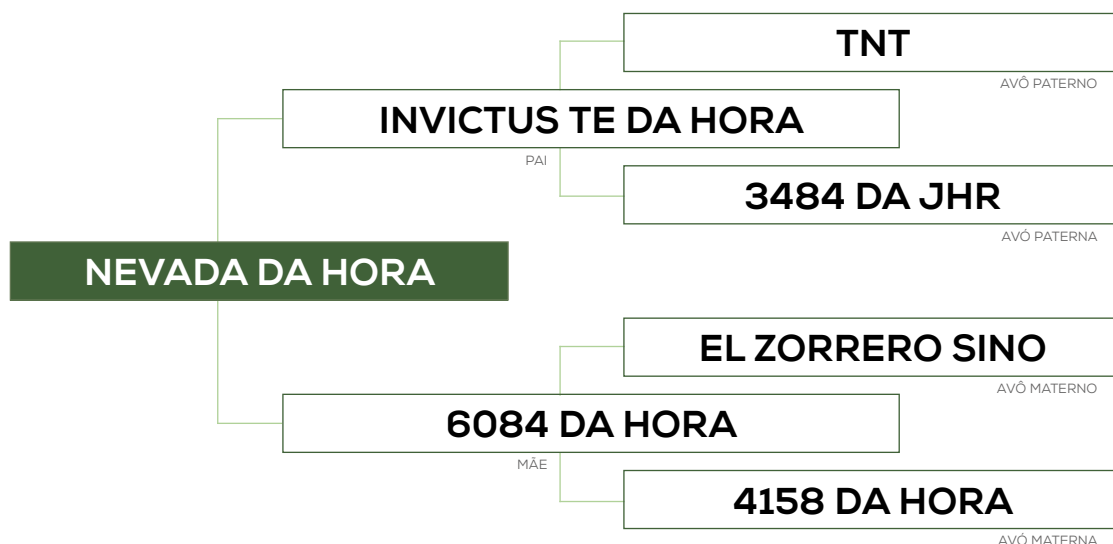 TNT
AVÔ PATERNO
INVICTUS TE DA HORA
PAI
3484 DA JHR
AVÓ PATERNA
NEVADA DA HORA
EL ZORRERO SINO
AVÔ MATERNO
6084 DA HORA
MÃE
4158 DA HORA
AVÓ MATERNA